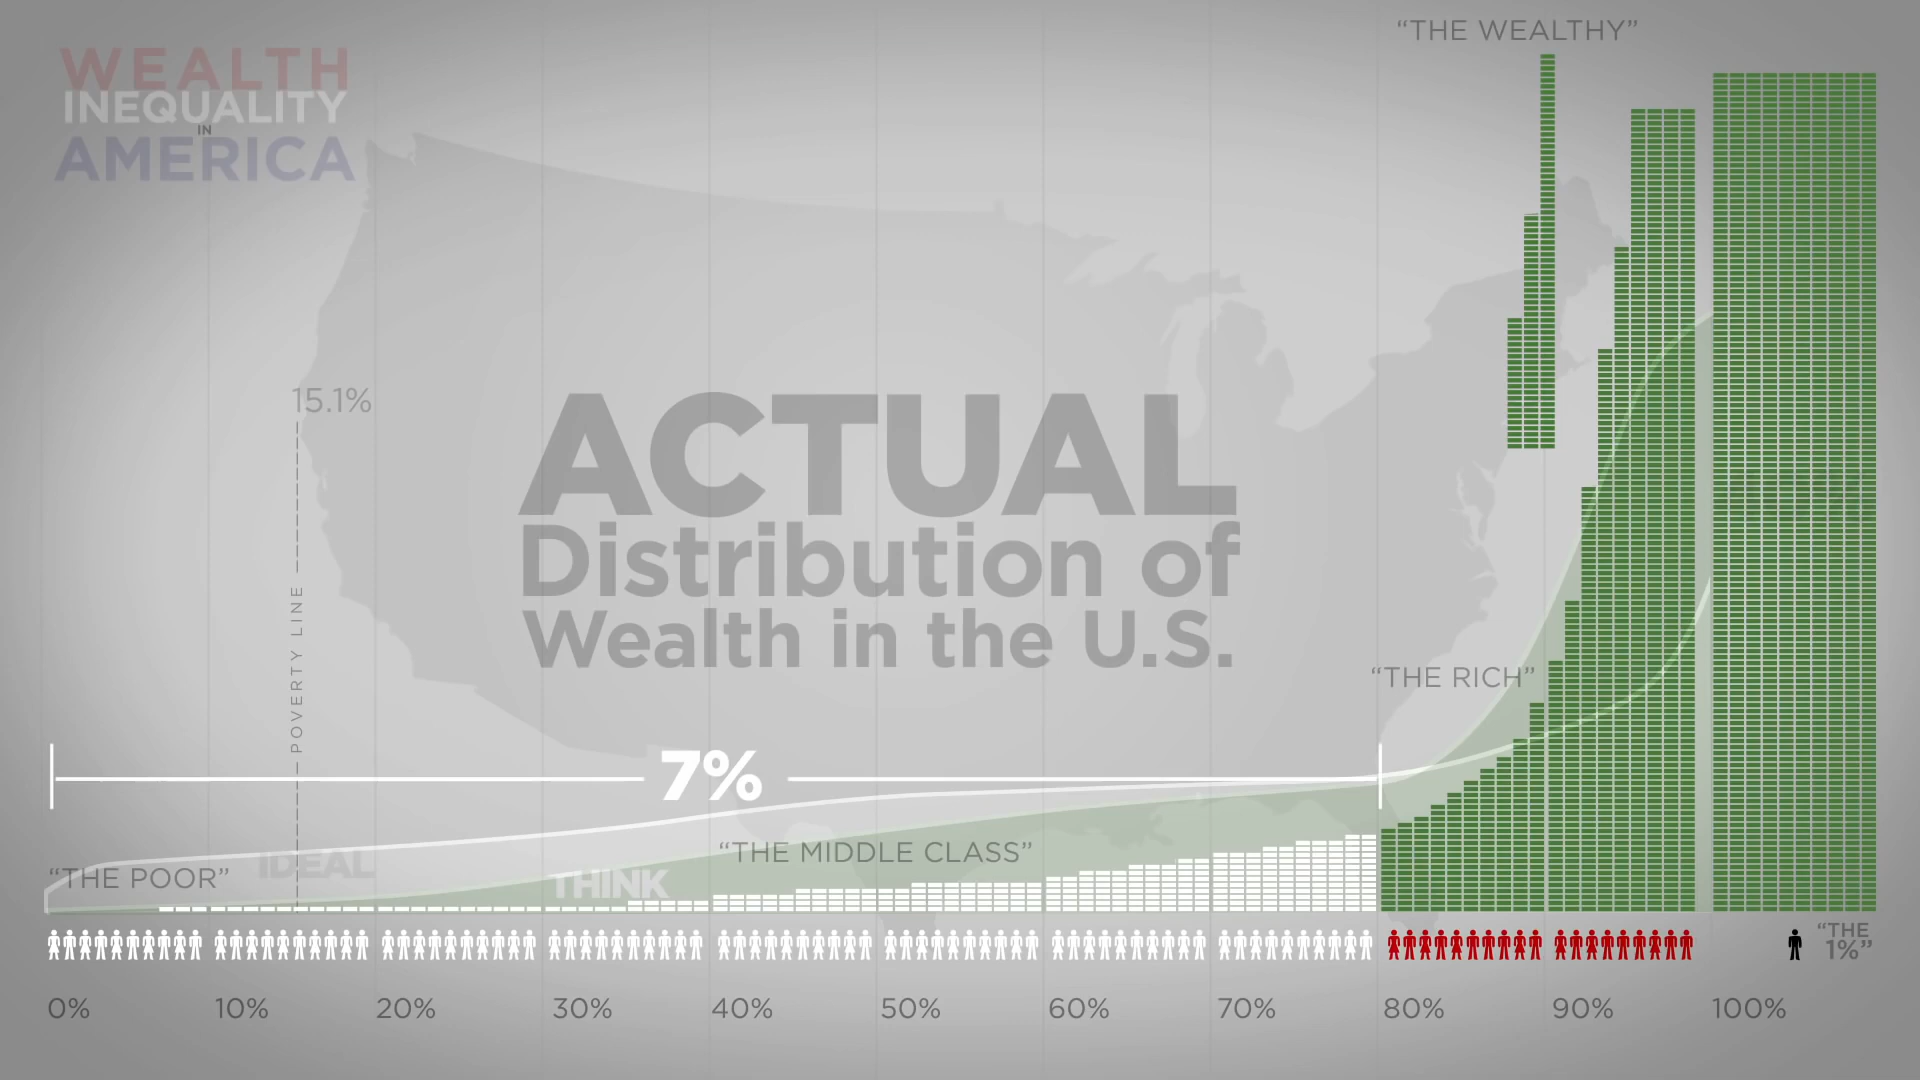 WEALTH
INEQUALITY
IN
AMERICA
“THE WEALTHY”
15.1%
POVERTY LINE
ACTUAL
Distribution of
Wealth in the U.S.
“THE RICH”
7%
“THE MIDDLE CLASS”
“THE POOR”
IDEAL
THINK
“THE
1%”
0% 10% 20% 30% 40% 50% 60% 70% 80% 90% 100%